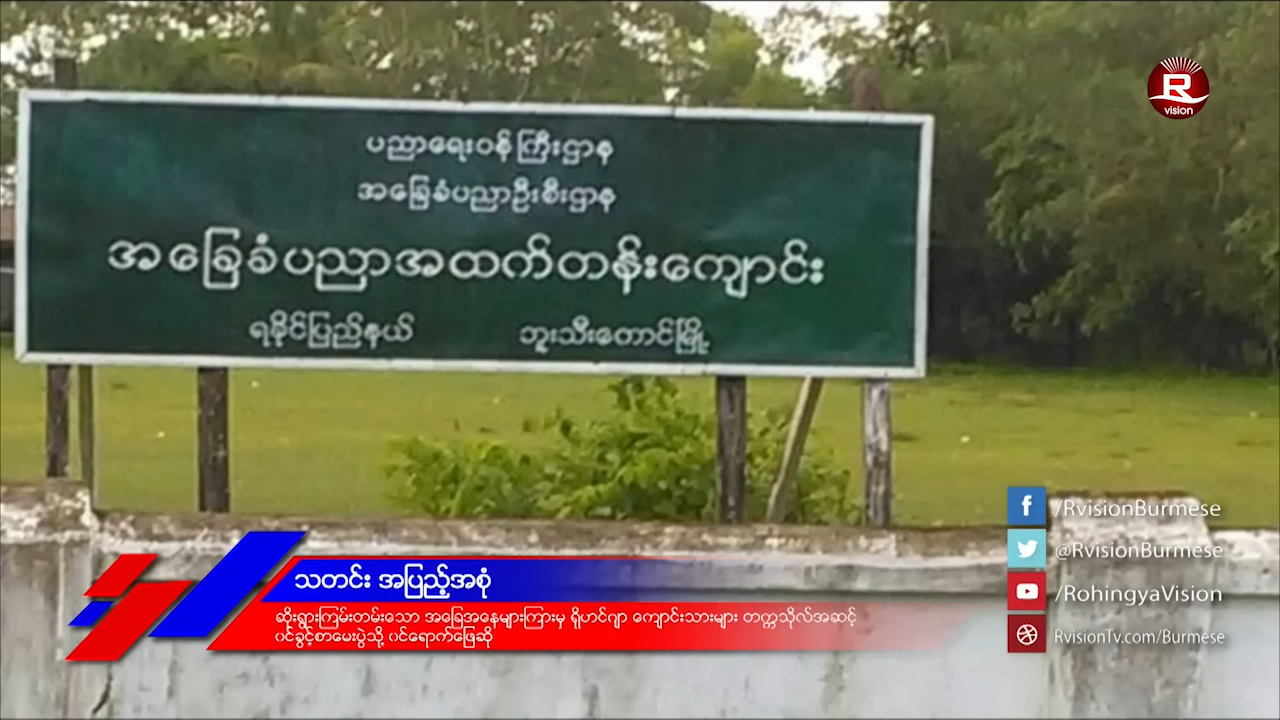 R
vision
ပညာရေးဝန်ကြီးဌာန
အခြေခံပညာဦးစီးဌာန
အခြေခံပညာအထက်တန်းကျောင်း
ရခိုင်ပြည်နယ် ဘူးသီးတောင်မြို့
/RvisionBurmese
@RvisionBurmese
/RohingyaVision
RvisionTv.com/Burmese
သတင်း အပြည့်အစုံ
ဆိုးရွားကြမ်းတမ်းသော အခြေအနေများကြားမှ ရိုဟင်ဂျာ ကျောင်းသားများ တက္ကသိုလ်အဆင့်
ဝင်ခွင့်စာမေးပွဲသို့ ဝင်ရောက်ဖြေဆို